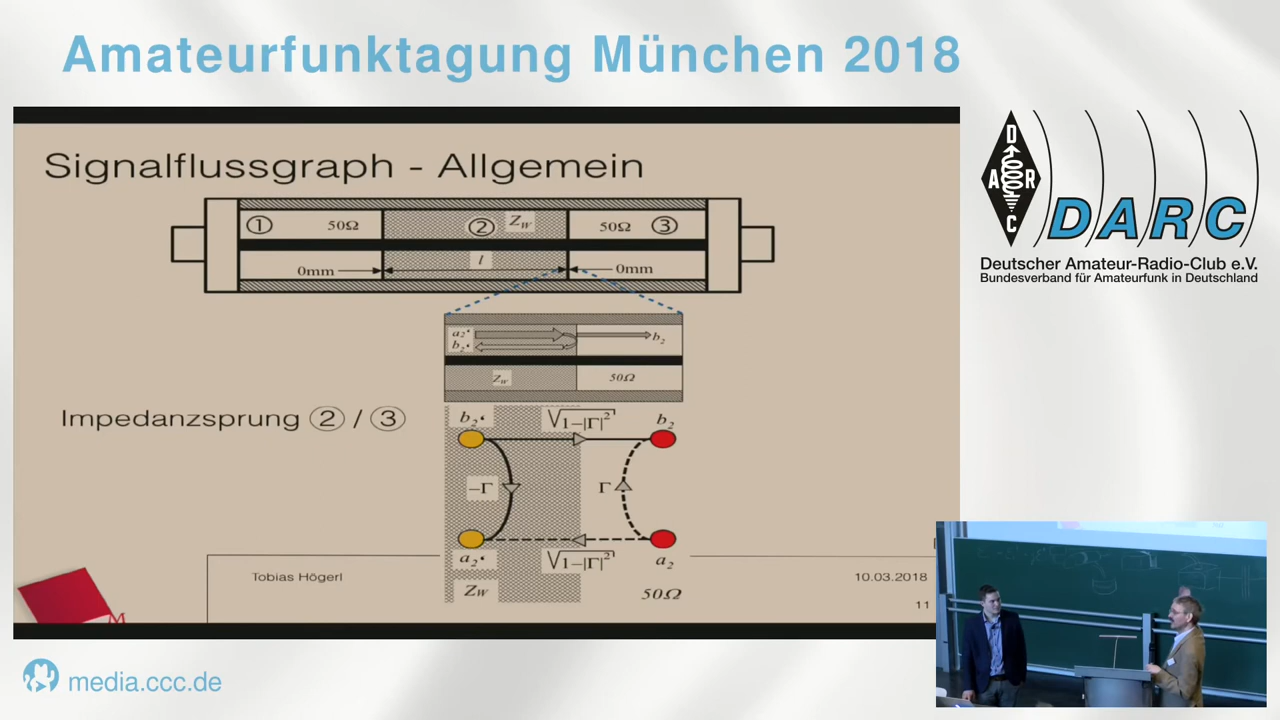 Amateurfunktagung München 2018
Signalflussgraph - Allgemein
① 50Ω ② Z_W 50Ω ③
0mm l 0mm
a₂‘ b₂
b₂‘
Z_W 50Ω
Impedanzsprung ② / ③
b₂‘ √1-|Γ|² b₂
-Γ Γ
a₂‘ √1-|Γ|² a₂
Z_W 50Ω
Tobias Högerl 10.03.2018
11
M
D
A R
C
DARC
Deutscher Amateur-Radio-Club e.V.
Bundesverband für Amateurfunk in Deutschland
media.ccc.de